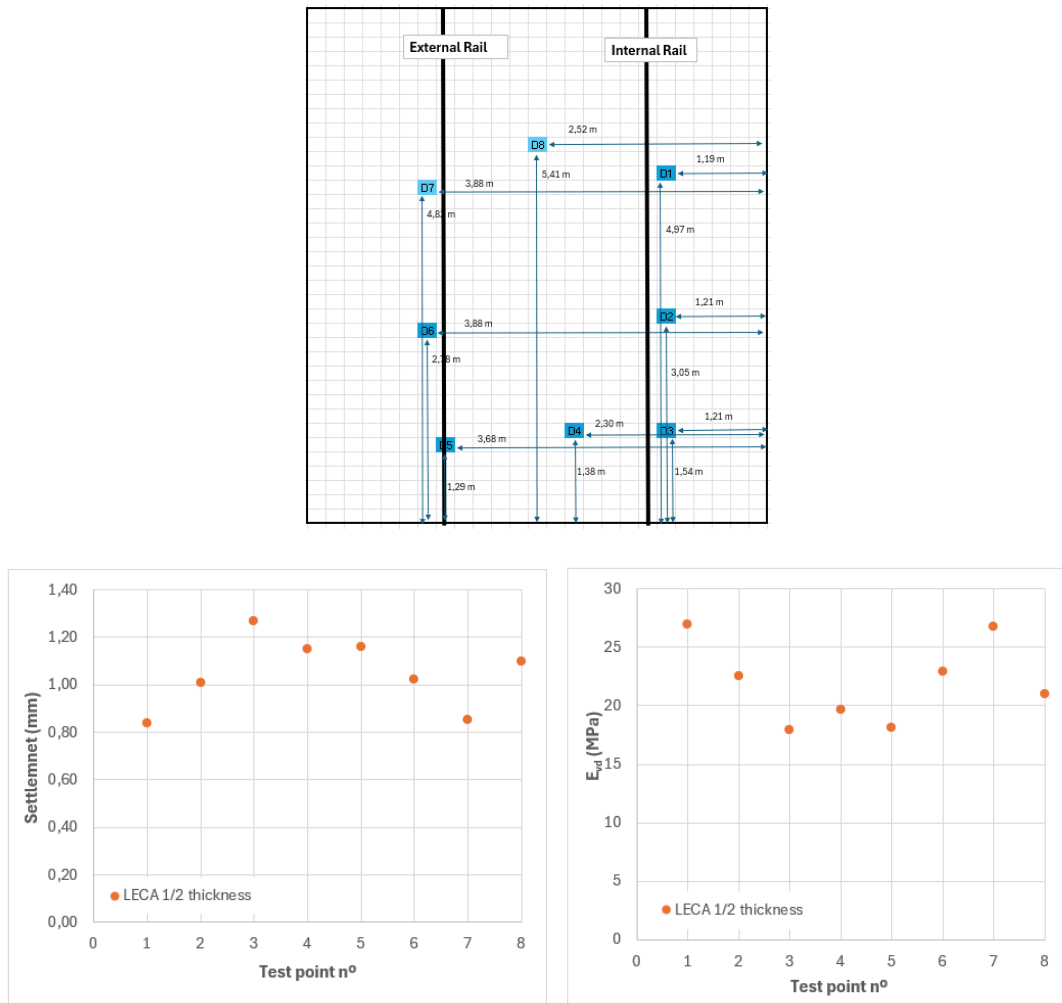 External Rail
Internal Rail
2,52 m
D8
1,19 m
D1
5,41 m
D7
3,88 m
4,97 m
1,21 m
D2
D6
3,88 m
3,05 m
1,21 m
2,30 m
D4
D3
D5
3,68 m
1,38 m
1,54 m
1,29 m
1,40
1,20
1,00
0,80
0,60
0,40
0,20
0,00
Settlemnet (mm)
LECA 1/2 thickness
0 1 2 3 4 5 6 7 8
Test point nº
30
25
20
15
10
5
0
Evd (MPa)
LECA 1/2 thickness
0 1 2 3 4 5 6 7 8
Test point nº